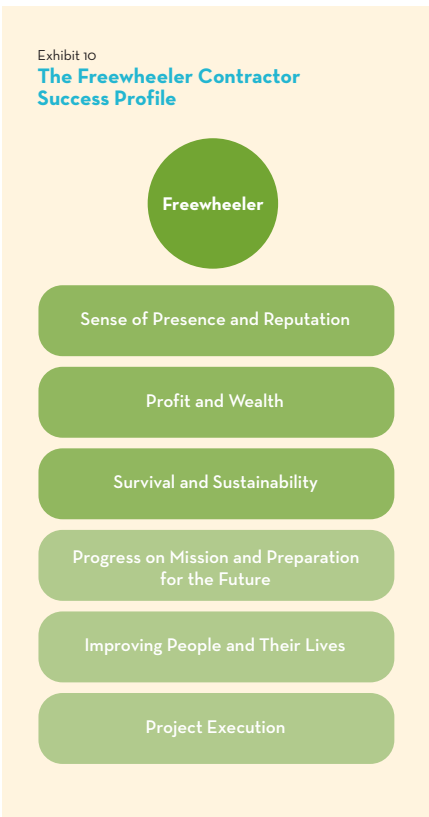 Exhibit 10
The Freewheeler Contractor
Success Profile
Freewheeler
Sense of Presence and Reputation
Profit and Wealth
Survival and Sustainability
Progress on Mission and Preparation
for the Future
Improving People and Their Lives
Project Execution